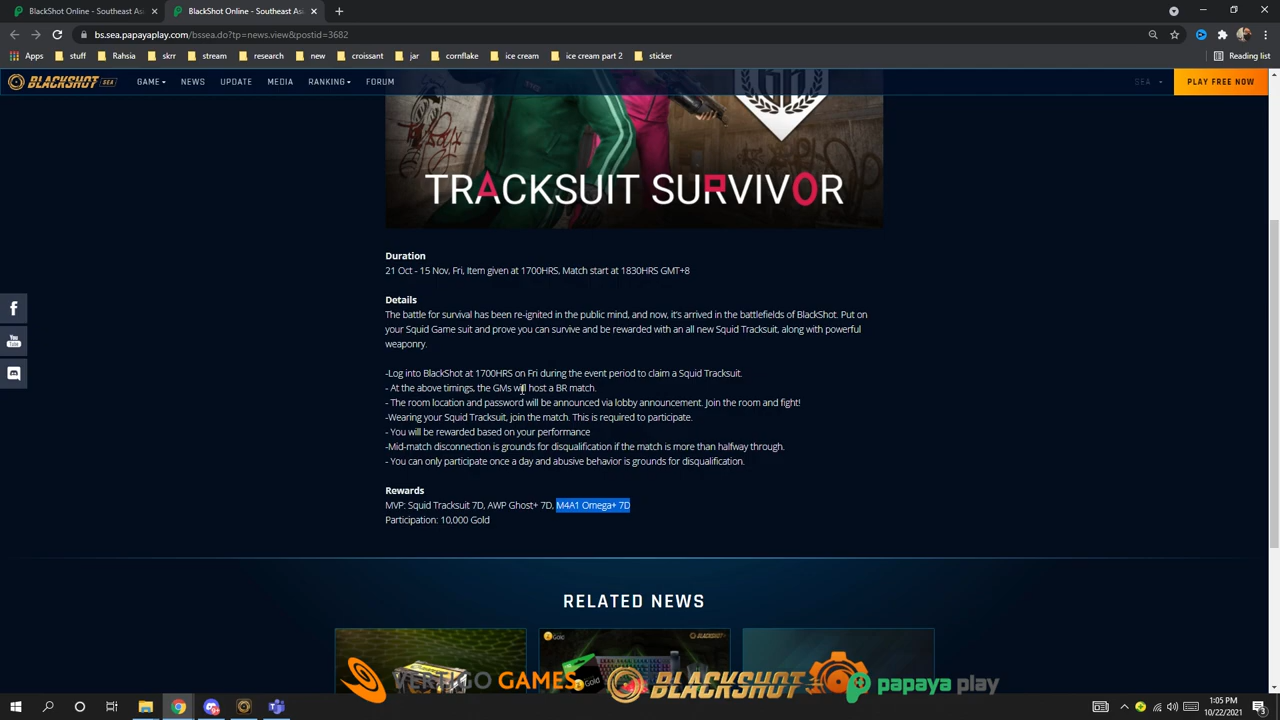 BlackShot Online - Southeast As
BlackShot Online - Southeast As
bs.sea.papayaplay.com/bssea.do?tp=news.view&postid=3682
Apps stuff Rahsia skrr stream research new croissant jar cornflake ice cream ice cream part 2 sticker Reading list
BLACKSHOT SEA GAME NEWS UPDATE MEDIA RANKING FORUM SEA PLAY FREE NOW
TRACKSUIT SURVIVOR
Duration
21 Oct - 15 Nov, Fri, Item given at 1700HRS, Match start at 1830HRS GMT+8
Details
The battle for survival has been re-ignited in the public mind, and now, it's arrived in the battlefields of BlackShot. Put on
your Squid Game suit and prove you can survive and be rewarded with an all new Squid Tracksuit, along with powerful
weaponry.
-Log into BlackShot at 1700HRS on Fri during the event period to claim a Squid Tracksuit.
- At the above timings, the GMs will host a BR match.
- The room location and password will be announced via lobby announcement. Join the room and fight!
-Wearing your Squid Tracksuit, join the match. This is required to participate.
- You will be rewarded based on your performance
-Mid-match disconnection is grounds for disqualification if the match is more than halfway through.
- You can only participate once a day and abusive behavior is grounds for disqualification.
Rewards
MVP: Squid Tracksuit 7D, AWP Ghost+ 7D, M4A1 Omega+ 7D
Participation: 10,000 Gold
RELATED NEWS
Gold BLACKSHOT
Gold
VERTIGO GAMES BLACKSHOT papaya play
1:05 PM
10/22/2021
3